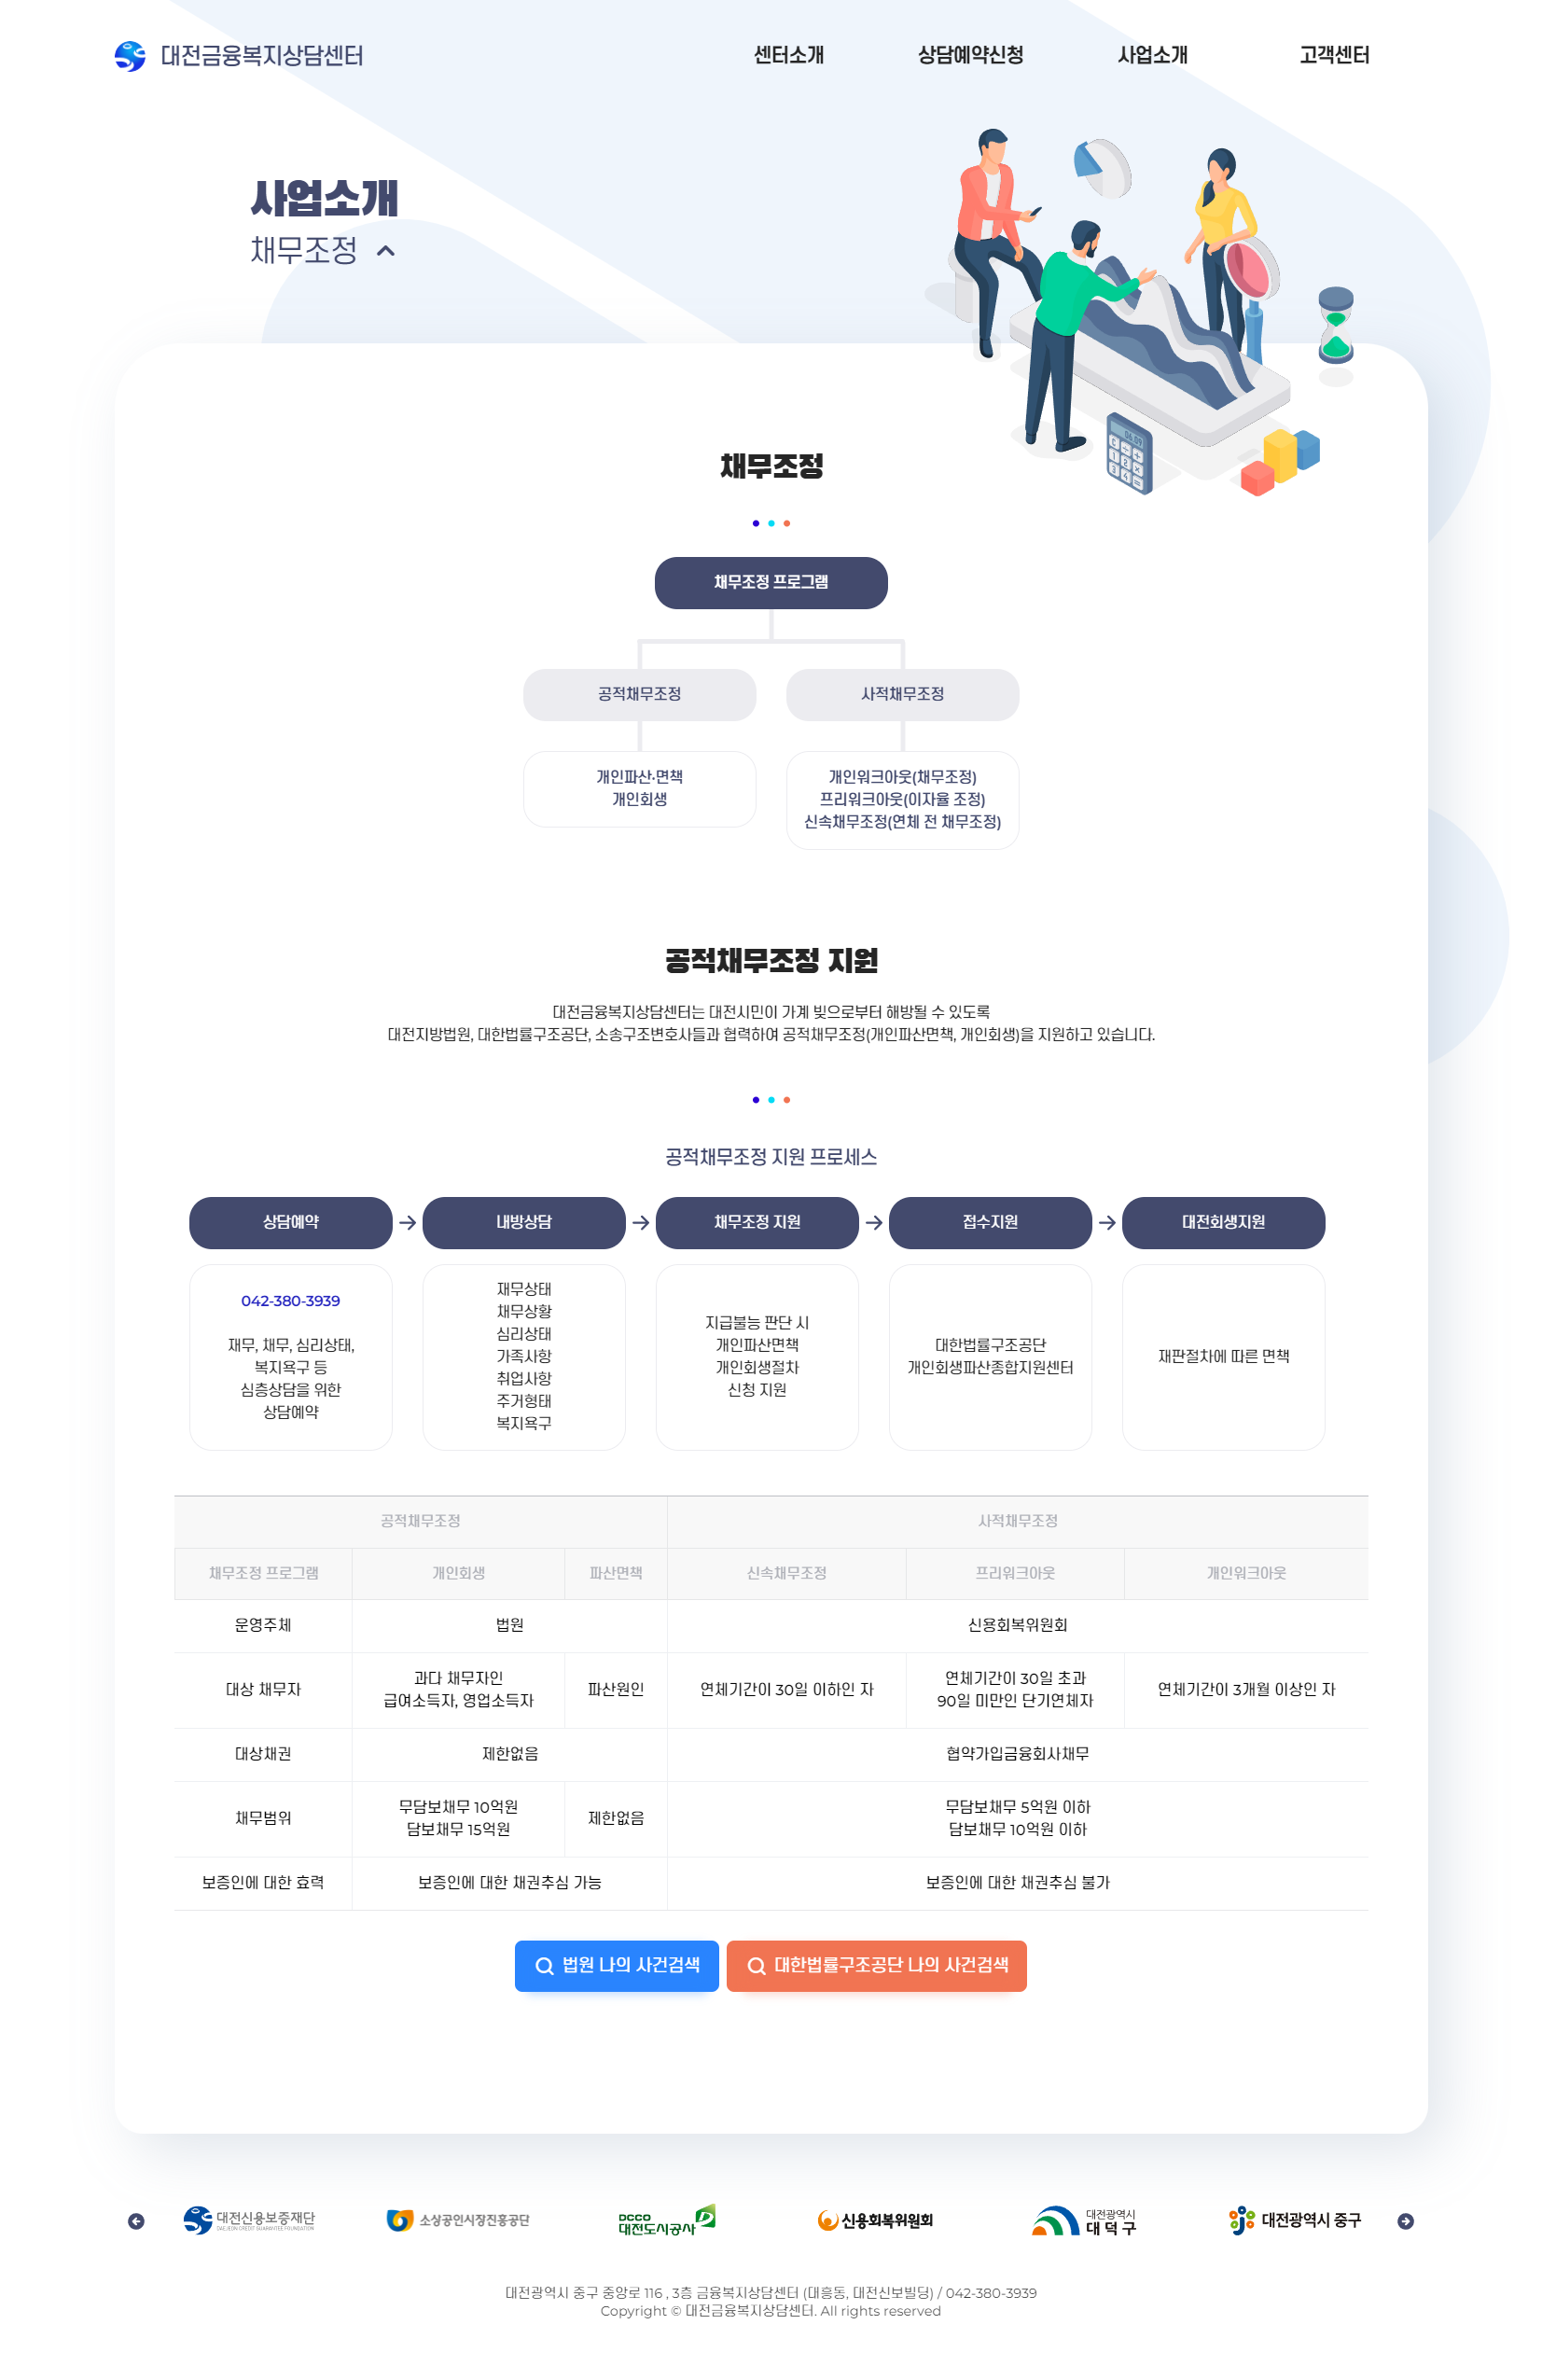 대전금융복지상담센터
센터소개
상담예약신청
사업소개
고객센터
사업소개
채무조정
채무조정
채무조정 프로그램
공적채무조정
사적채무조정
개인파산·면책
개인회생
개인워크아웃(채무조정)
프리워크아웃(이자율 조정)
신속채무조정(연체 전 채무조정)
공적채무조정 지원
대전금융복지상담센터는 대전시민이 가계 빚으로부터 해방될 수 있도록
대전지방법원, 대한법률구조공단, 소송구조변호사들과 협력하여 공적채무조정(개인파산면책, 개인회생)을 지원하고 있습니다.
공적채무조정 지원 프로세스
상담예약
내방상담
채무조정 지원
접수지원
대전회생지원
042-380-3939
재무, 채무, 심리상태,
복지욕구 등
심층상담을 위한
상담예약
재무상태
채무상황
심리상태
가족사항
취업사항
주거형태
복지욕구
지급불능 판단 시
개인파산면책
개인회생절차
신청 지원
대한법률구조공단
개인회생파산종합지원센터
재판절차에 따른 면책
공적채무조정
사적채무조정
채무조정 프로그램
개인회생
파산면책
신속채무조정
프리워크아웃
개인워크아웃
운영주체
법원
신용회복위원회
대상 채무자
과다 채무자인
급여소득자, 영업소득자
파산원인
연체기간이 30일 이하인 자
연체기간이 30일 초과
90일 미만인 단기연체자
연체기간이 3개월 이상인 자
대상채권
제한없음
협약가입금융회사채무
채무범위
무담보채무 10억원
담보채무 15억원
제한없음
무담보채무 5억원 이하
담보채무 10억원 이하
보증인에 대한 효력
보증인에 대한 채권추심 가능
보증인에 대한 채권추심 불가
법원 나의 사건검색
대한법률구조공단 나의 사건검색
대전신용보증재단
DAEJEON CREDIT GUARANTEE FOUNDATION
소상공인시장진흥공단
DCCO
대전도시공사
신용회복위원회
대전광역시
대덕구
대전광역시 중구
대전광역시 중구 중앙로 116 , 3층 금융복지상담센터 (대흥동, 대전신보빌딩) / 042-380-3939
Copyright © 대전금융복지상담센터. All rights reserved